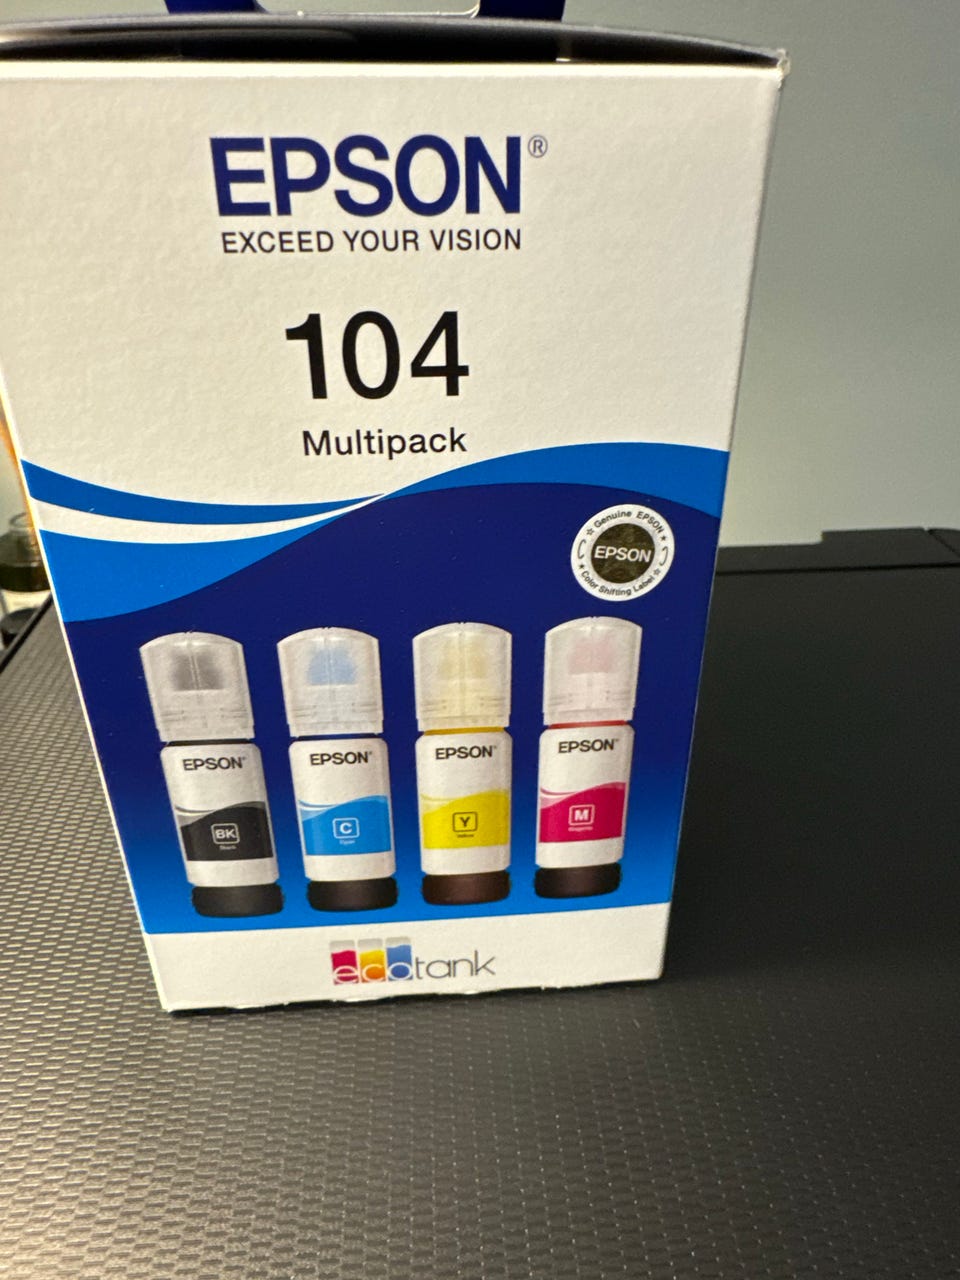 EPSON®
EXCEED YOUR VISION
104
Multipack
Genuine EPSON
EPSON
Color Shifting Label
EPSON
BK
Black
EPSON
C
Cyan
EPSON
Y
Yellow
EPSON
M
Magenta
ecotank